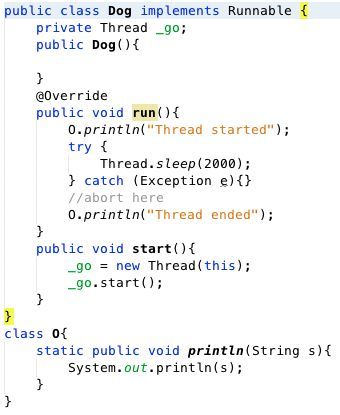 public class Dog implements Runnable {
    private Thread _go;
    public Dog(){

    }
    @Override
    public void run(){
        O.println("Thread started");
        try {
            Thread.sleep(2000);
        } catch (Exception e){}
        //abort here
        O.println("Thread ended");
    }
    public void start(){
        _go = new Thread(this);
        _go.start();
    }
}
class O{
    static public void println(String s){
        System.out.println(s);
    }
}